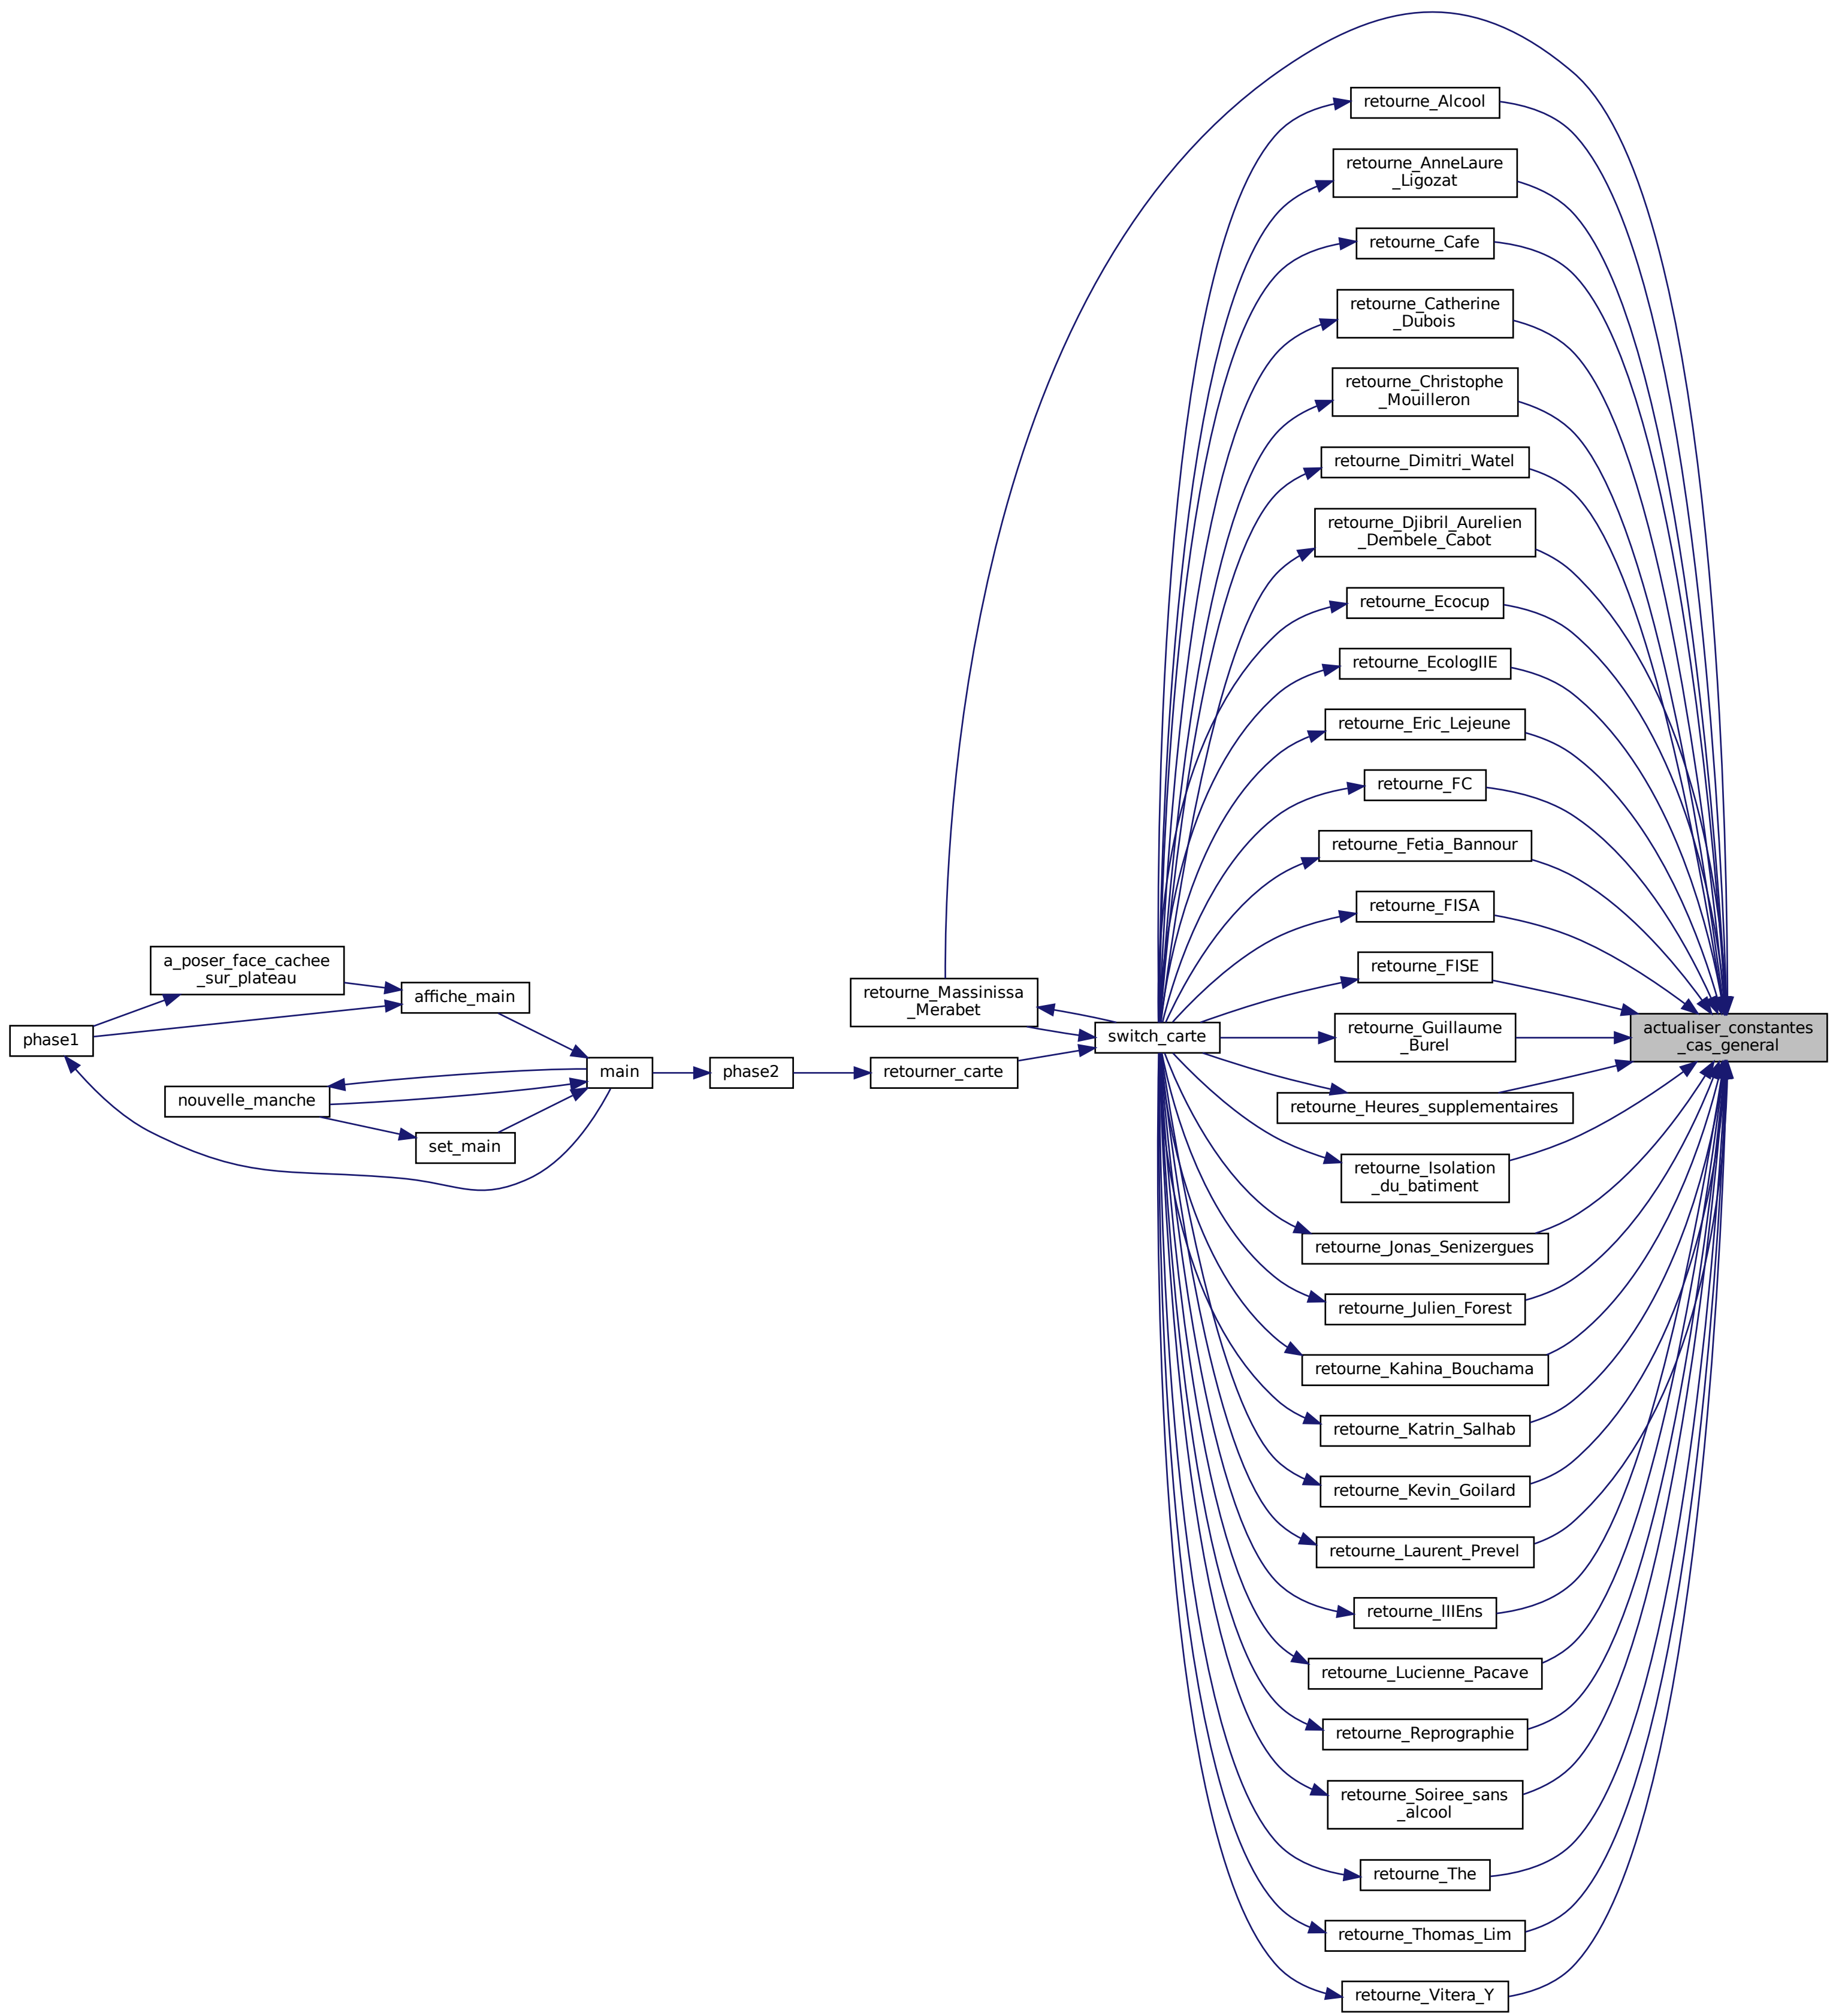 retourne_Alcool
retourne_AnneLaure
_Ligozat
retourne_Cafe
retourne_Catherine
_Dubois
retourne_Christophe
_Mouilleron
retourne_Dimitri_Watel
retourne_Djibril_Aurelien
_Dembele_Cabot
retourne_Ecocup
retourne_EcologIIE
retourne_Eric_Lejeune
retourne_FC
retourne_Fetia_Bannour
retourne_FISA
retourne_FISE
a_poser_face_cachee
_sur_plateau
affiche_main
phase1
nouvelle_manche
set_main
main
phase2
retourne_Massinissa
_Merabet
retourner_carte
switch_carte
retourne_Guillaume
_Burel
actualiser_constantes
_cas_general
retourne_Heures_supplementaires
retourne_Isolation
_du_batiment
retourne_Jonas_Senizergues
retourne_Julien_Forest
retourne_Kahina_Bouchama
retourne_Katrin_Salhab
retourne_Kevin_Goilard
retourne_Laurent_Prevel
retourne_lIIEns
retourne_Lucienne_Pacave
retourne_Reprographie
retourne_Soiree_sans
_alcool
retourne_The
retourne_Thomas_Lim
retourne_Vitera_Y